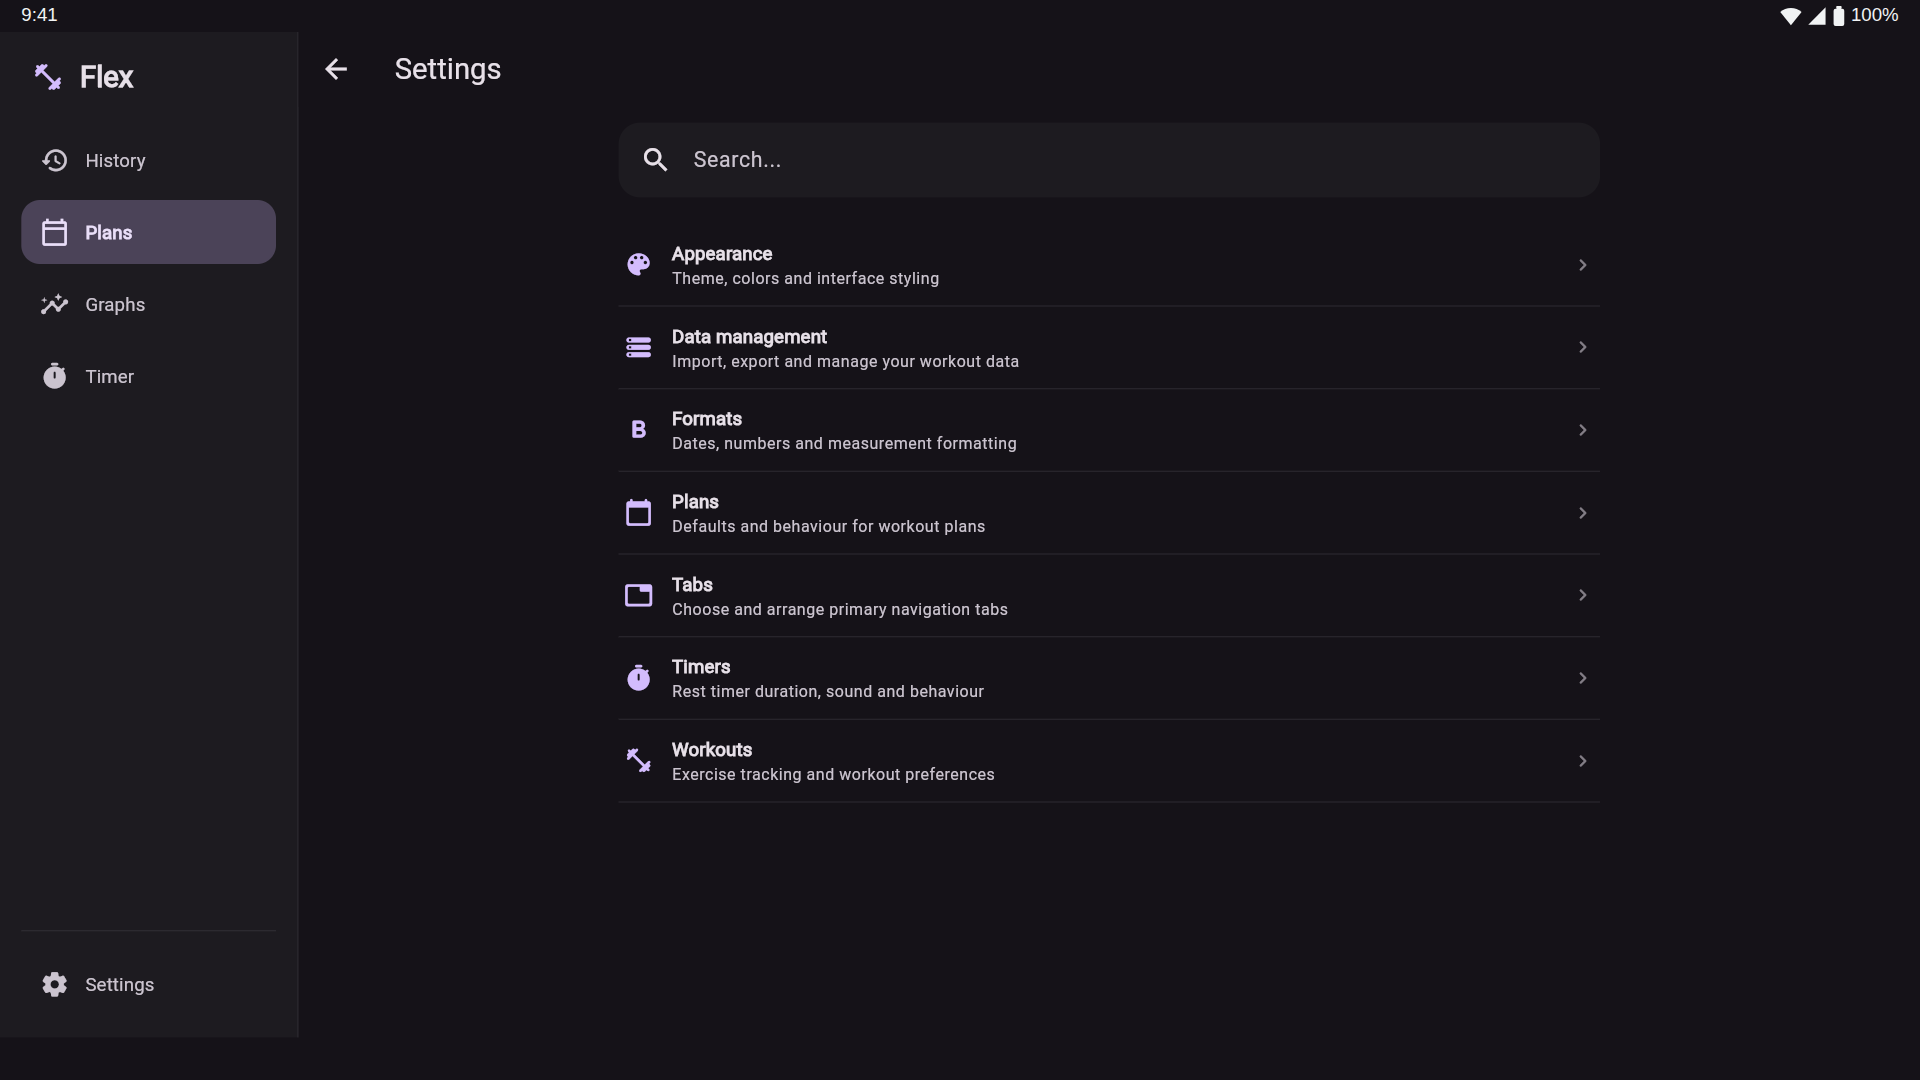 9:41
100%
Flex
Settings
History
Plans
Graphs
Timer
Settings
Search...
Appearance
Theme, colors and interface styling
Data management
Import, export and manage your workout data
Formats
Dates, numbers and measurement formatting
Plans
Defaults and behaviour for workout plans
Tabs
Choose and arrange primary navigation tabs
Timers
Rest timer duration, sound and behaviour
Workouts
Exercise tracking and workout preferences